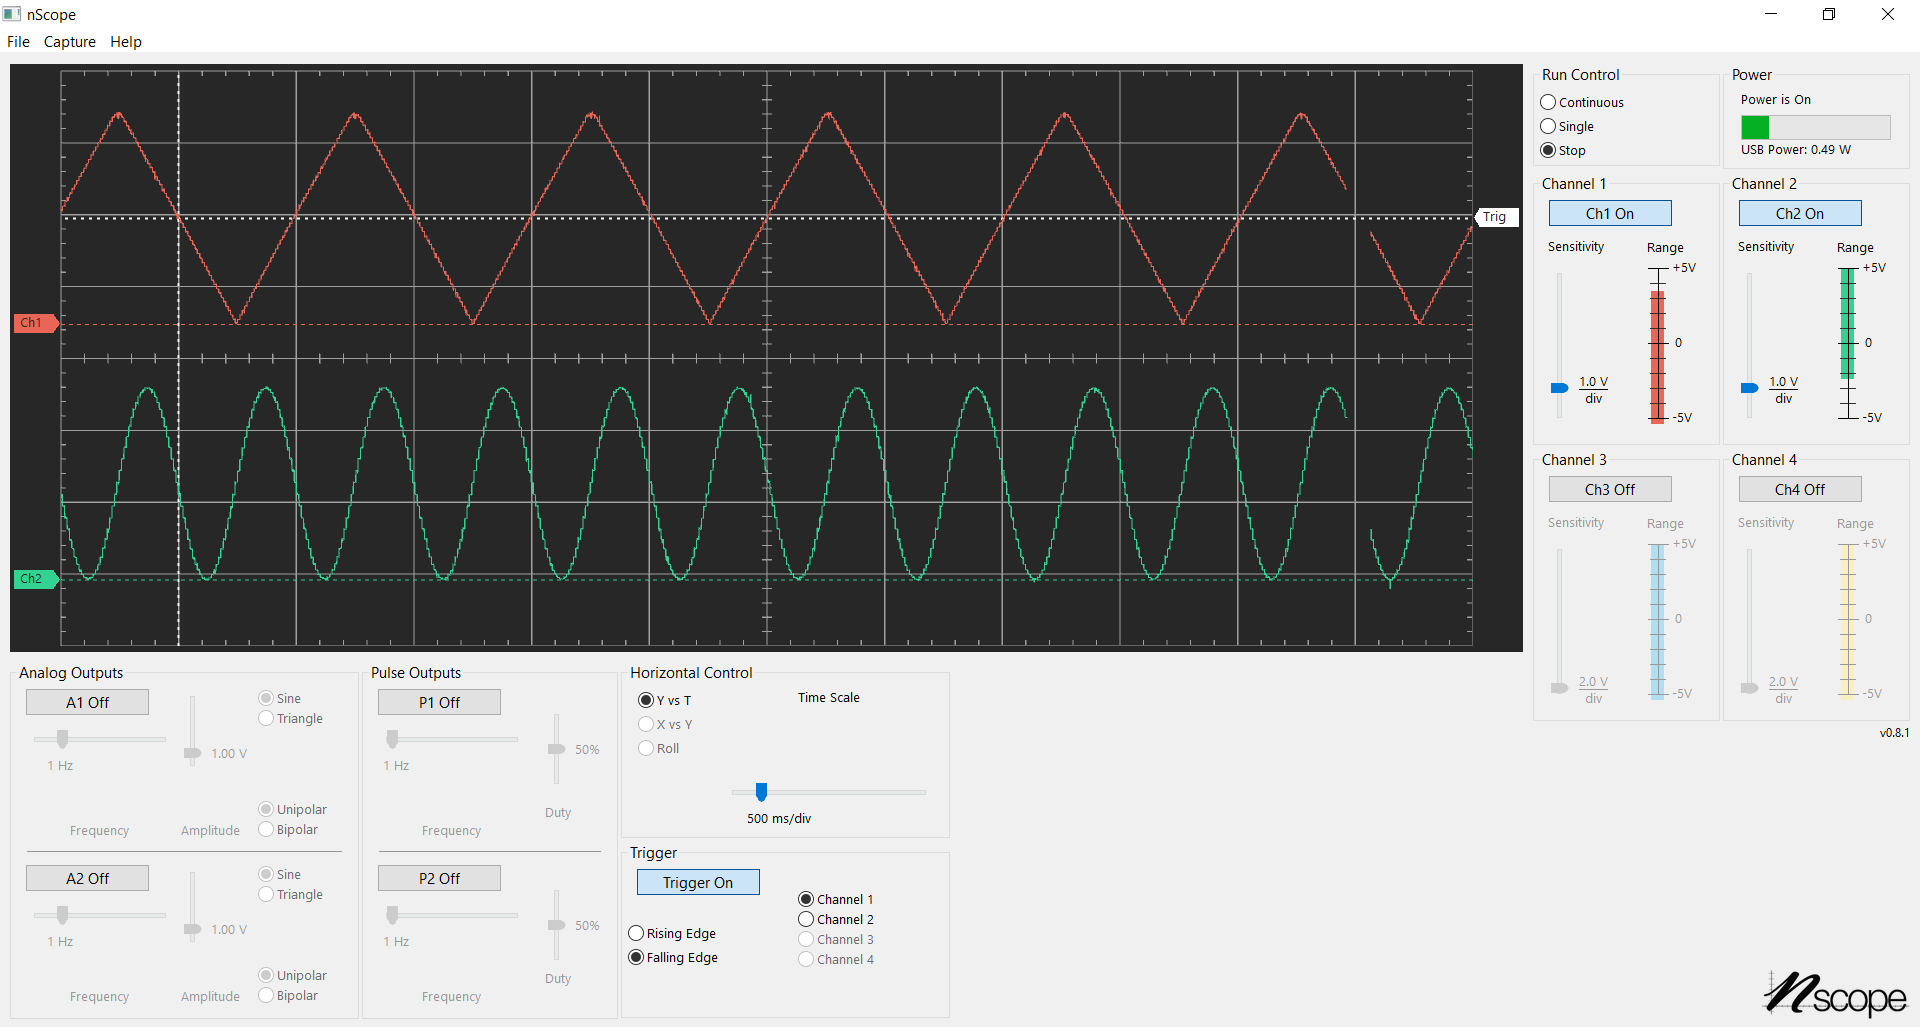 nScope
File Capture Help
Trig
Ch1
Ch2
Run Control
Continuous
Single
Stop
Power
Power is On
USB Power: 0.49 W
Channel 1
Ch1 On
Sensitivity Range
+5V
0
1.0 V
div
-5V
Channel 2
Ch2 On
Sensitivity Range
+5V
0
1.0 V
div
-5V
Channel 3
Ch3 Off
Sensitivity Range
+5V
0
2.0 V
div
-5V
Channel 4
Ch4 Off
Sensitivity Range
+5V
0
2.0 V
div
-5V
v0.8.1
Analog Outputs
A1 Off
Sine
Triangle
1 Hz
1.00 V
Unipolar
Bipolar
Frequency Amplitude
A2 Off
Sine
Triangle
1 Hz
1.00 V
Unipolar
Bipolar
Frequency Amplitude
Pulse Outputs
P1 Off
1 Hz
50%
Duty
Frequency
P2 Off
1 Hz
50%
Duty
Frequency
Horizontal Control
Y vs T
X vs Y
Roll
Time Scale
500 ms/div
Trigger
Trigger On
Rising Edge
Falling Edge
Channel 1
Channel 2
Channel 3
Channel 4
nscope